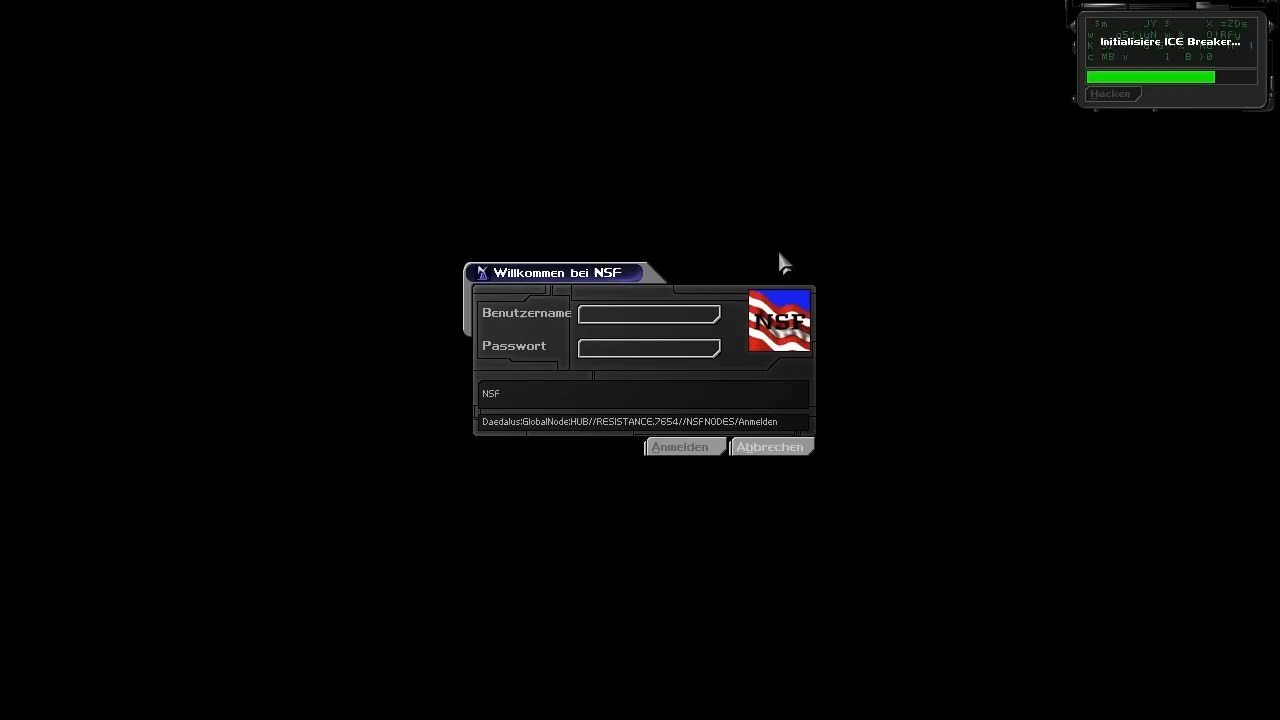 Initialisiere ICE Breaker...
Hacken
Willkommen bei NSF
Benutzername
NSF
Passwort
NSF
Daedalus:GlobalNode:HUB//RESISTANCE.7654//NSFNODES/Anmelden
Anmelden
Abbrechen